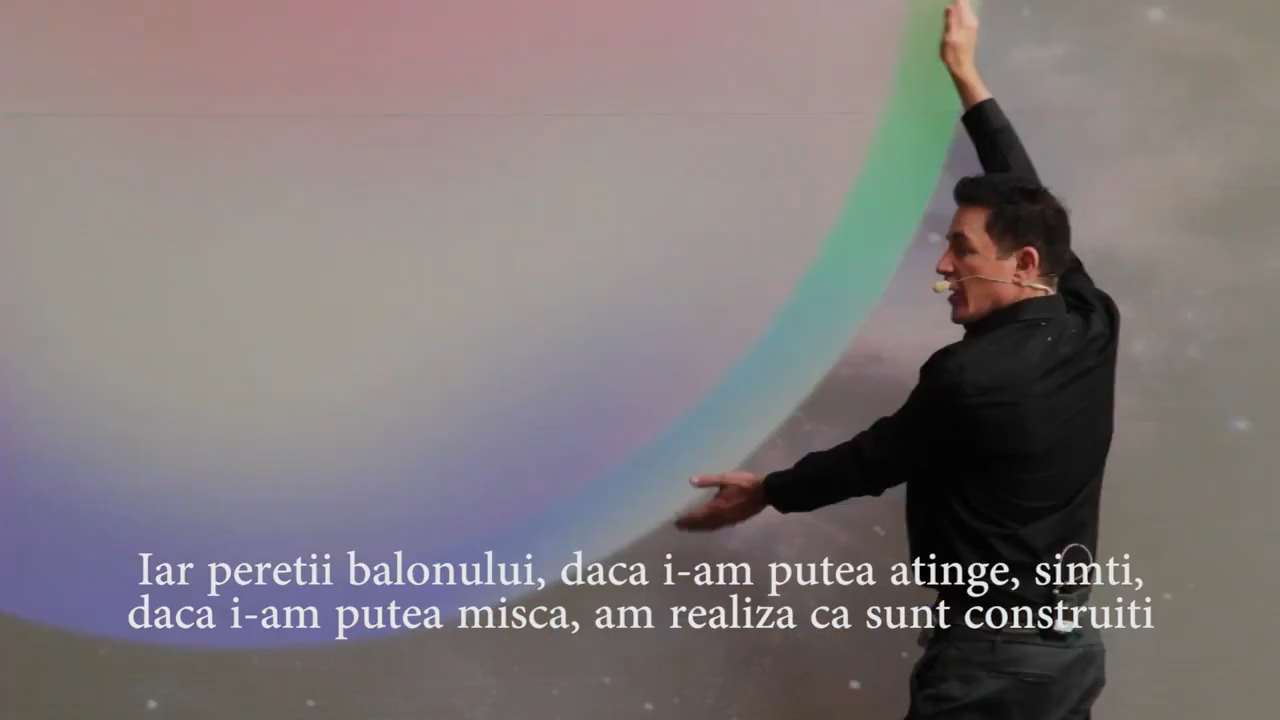 Iar peretii balonului, daca i-am putea atinge, simti,
daca i-am putea misca, am realiza ca sunt construiti